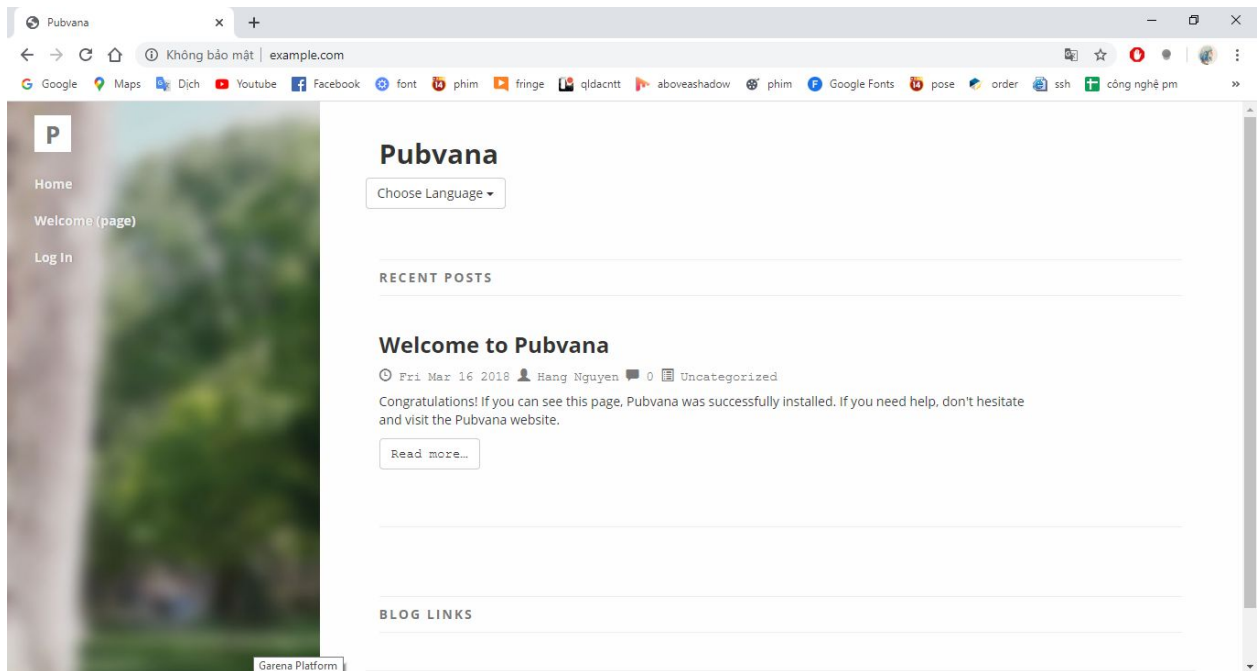 Pubvana
Không bảo mật | example.com
Google Maps Dịch Youtube Facebook font phim fringe qldacntt aboveashadow phim Google Fonts pose order ssh công nghệ pm »
P
Home
Welcome (page)
Log In
Pubvana
Choose Language
RECENT POSTS
Welcome to Pubvana
Fri Mar 16 2018 Hang Nguyen 0 Uncategorized
Congratulations! If you can see this page, Pubvana was successfully installed. If you need help, don't hesitate
and visit the Pubvana website.
Read more…
BLOG LINKS
Garena Platform